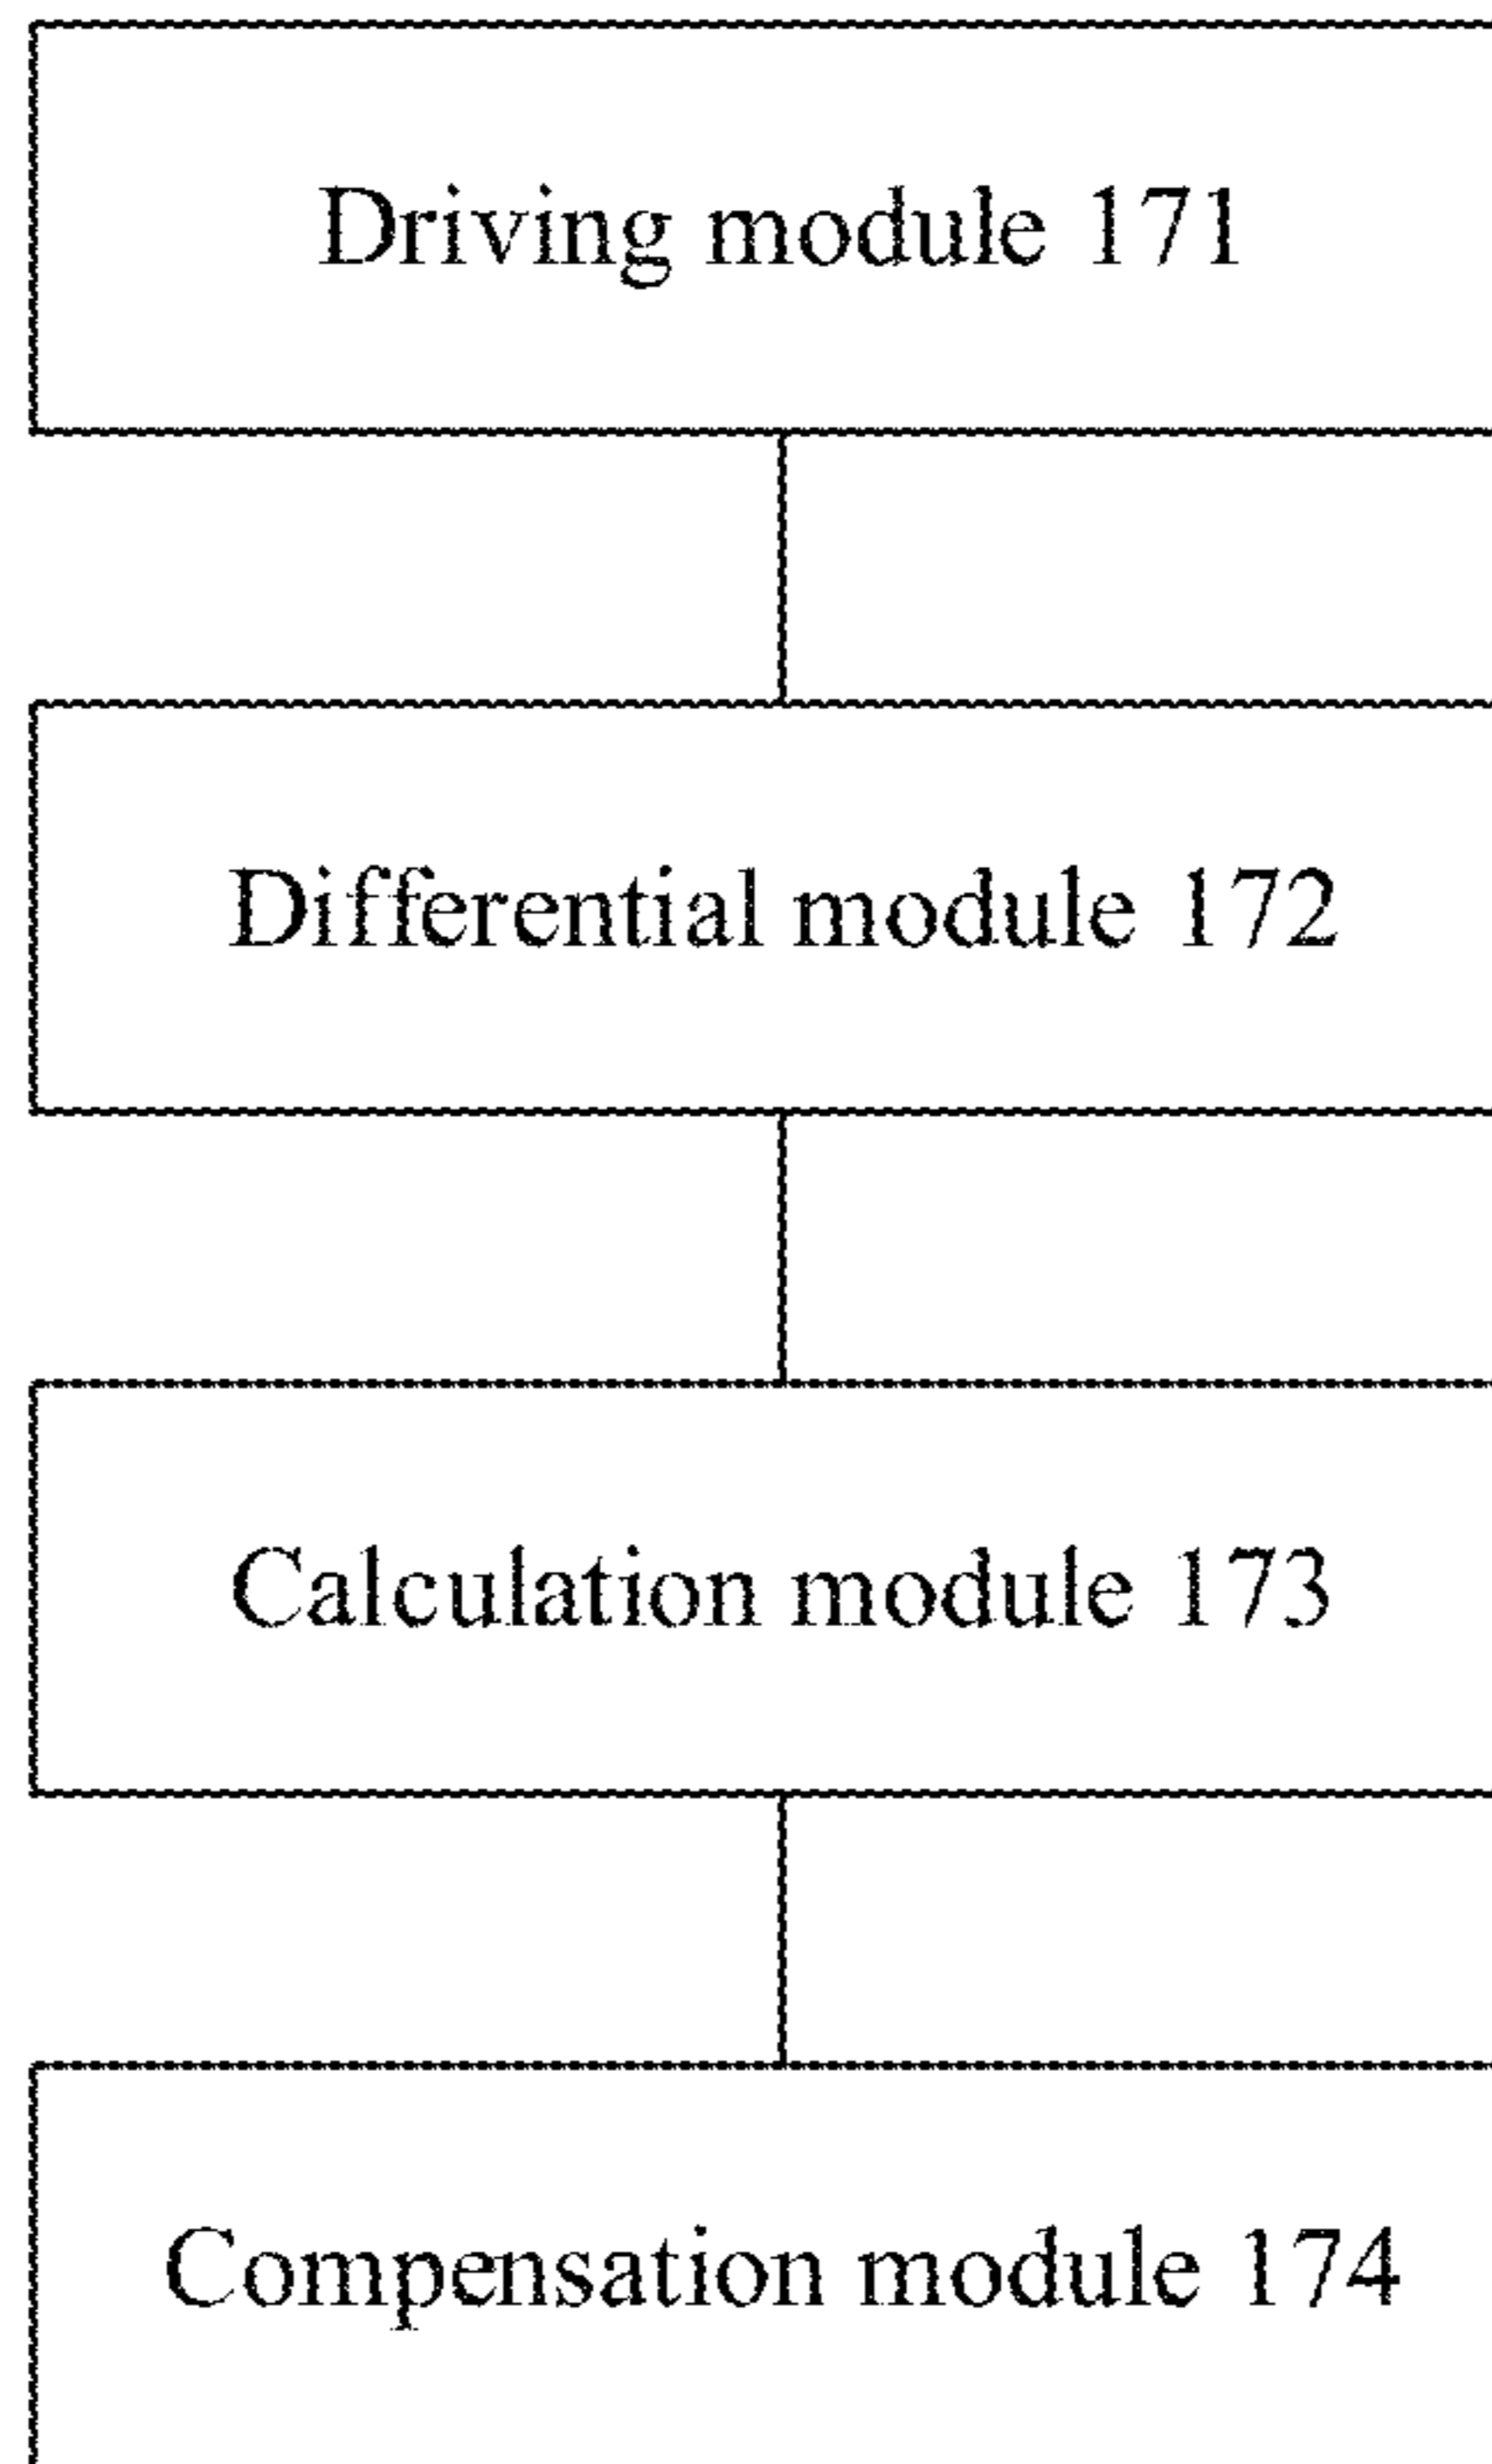 Driving module 171
Differential module 172
Calculation module 173
Compensation module 174